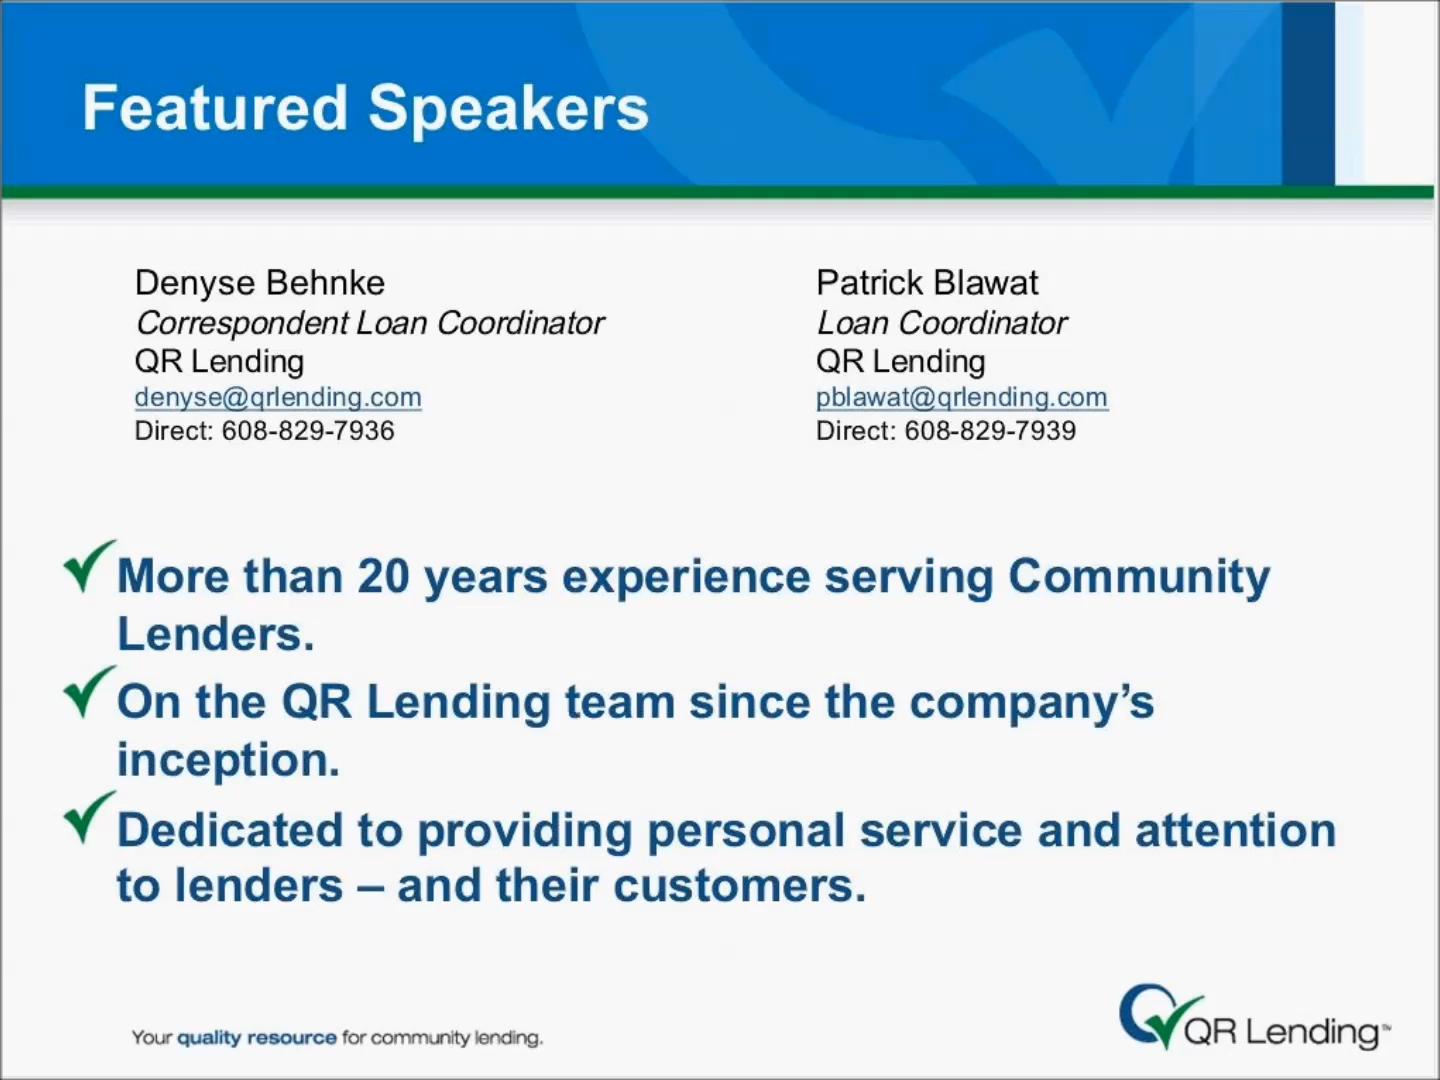 Featured Speakers
Denyse Behnke
Correspondent Loan Coordinator
QR Lending
denyse@qrlending.com
Direct: 608-829-7936
Patrick Blawat
Loan Coordinator
QR Lending
pblawat@qrlending.com
Direct: 608-829-7939
More than 20 years experience serving Community
Lenders.
On the QR Lending team since the company’s
inception.
Dedicated to providing personal service and attention
to lenders – and their customers.
Your quality resource for community lending.
QR Lending™